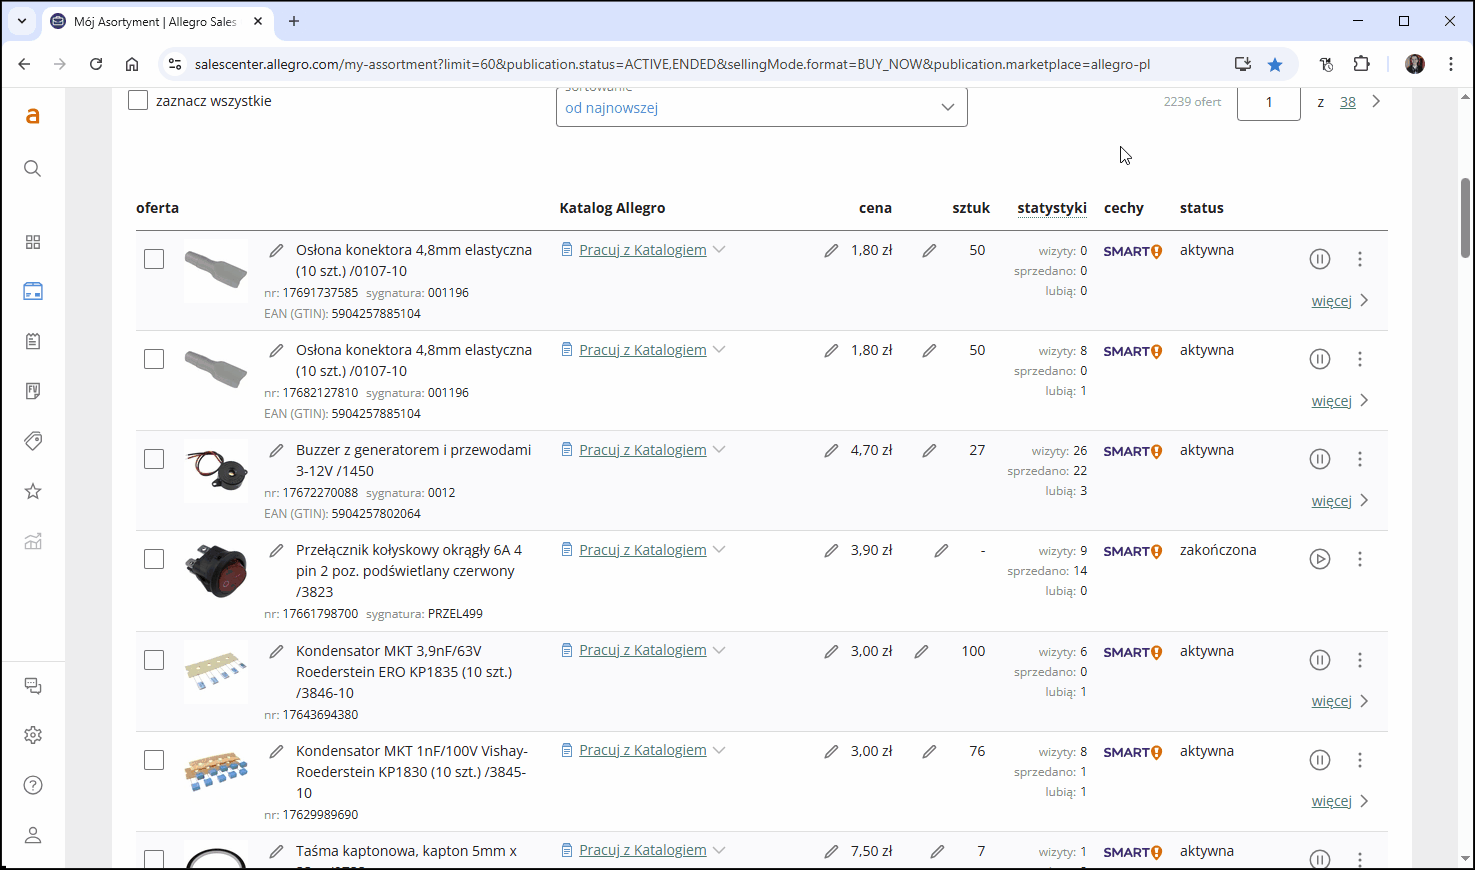 Mój Asortyment | Allegro Sales
salescenter.allegro.com/my-assortment?limit=60&publication.status=ACTIVE,ENDED&sellingMode.format=BUY_NOW&publication.marketplace=allegro-pl
a
zaznacz wszystkie
sortowanie
od najnowszej
2239 ofert
1
z
38
oferta
Katalog Allegro
cena
sztuk
statystyki
cechy
status
Osłona konektora 4,8mm elastyczna
(10 szt.) /0107-10
nr: 17691737585 sygnatura: 001196
EAN (GTIN): 5904257885104
Pracuj z Katalogiem
1,80 zł
50
wizyty: 0
sprzedano: 0
lubią: 0
SMART!
aktywna
więcej
Osłona konektora 4,8mm elastyczna
(10 szt.) /0107-10
nr: 17682127810 sygnatura: 001196
EAN (GTIN): 5904257885104
Pracuj z Katalogiem
1,80 zł
50
wizyty: 8
sprzedano: 0
lubią: 1
SMART!
aktywna
więcej
Buzzer z generatorem i przewodami
3-12V /1450
nr: 17672270088 sygnatura: 0012
EAN (GTIN): 5904257802064
Pracuj z Katalogiem
4,70 zł
27
wizyty: 26
sprzedano: 22
lubią: 3
SMART!
aktywna
więcej
Przełącznik kołyskowy okrągły 6A 4
pin 2 poz. podświetlany czerwony
/3823
nr: 17661798700 sygnatura: PRZEL499
Pracuj z Katalogiem
3,90 zł
-
wizyty: 9
sprzedano: 14
lubią: 0
SMART!
zakończona
Kondensator MKT 3,9nF/63V
Roederstein ERO KP1835 (10 szt.)
/3846-10
nr: 17643694380
Pracuj z Katalogiem
3,00 zł
100
wizyty: 6
sprzedano: 0
lubią: 1
SMART!
aktywna
więcej
Kondensator MKT 1nF/100V Vishay-
Roederstein KP1830 (10 szt.) /3845-
10
nr: 17629989690
Pracuj z Katalogiem
3,00 zł
76
wizyty: 8
sprzedano: 1
lubią: 1
SMART!
aktywna
więcej
Taśma kaptonowa, kapton 5mm x
Pracuj z Katalogiem
7,50 zł
7
wizyty: 1
SMART!
aktywna
FV